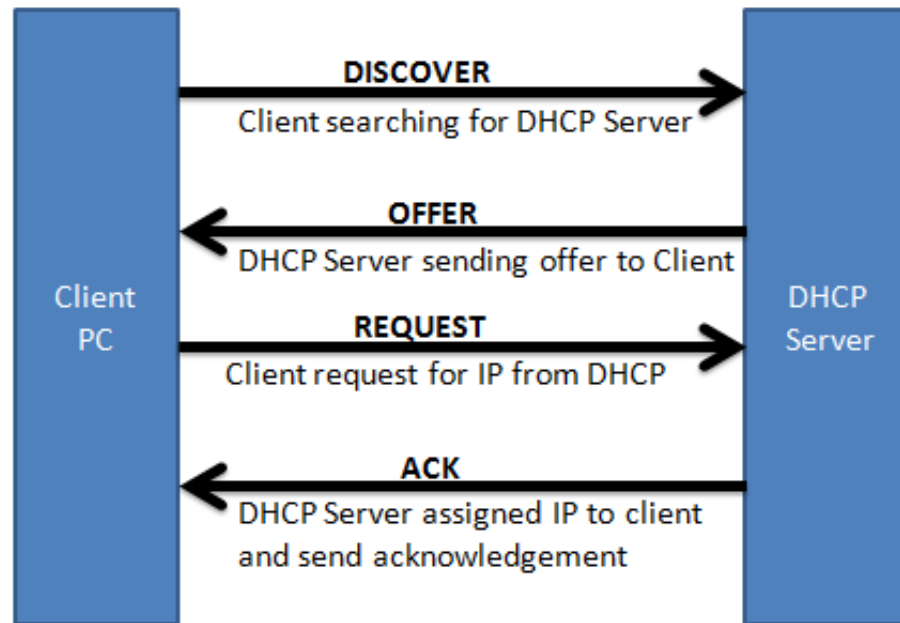 DISCOVER
Client searching for DHCP Server
OFFER
DHCP Server sending offer to Client
Client
PC
DHCP
Server
REQUEST
Client request for IP from DHCP
ACK
DHCP Server assigned IP to client
and send acknowledgement